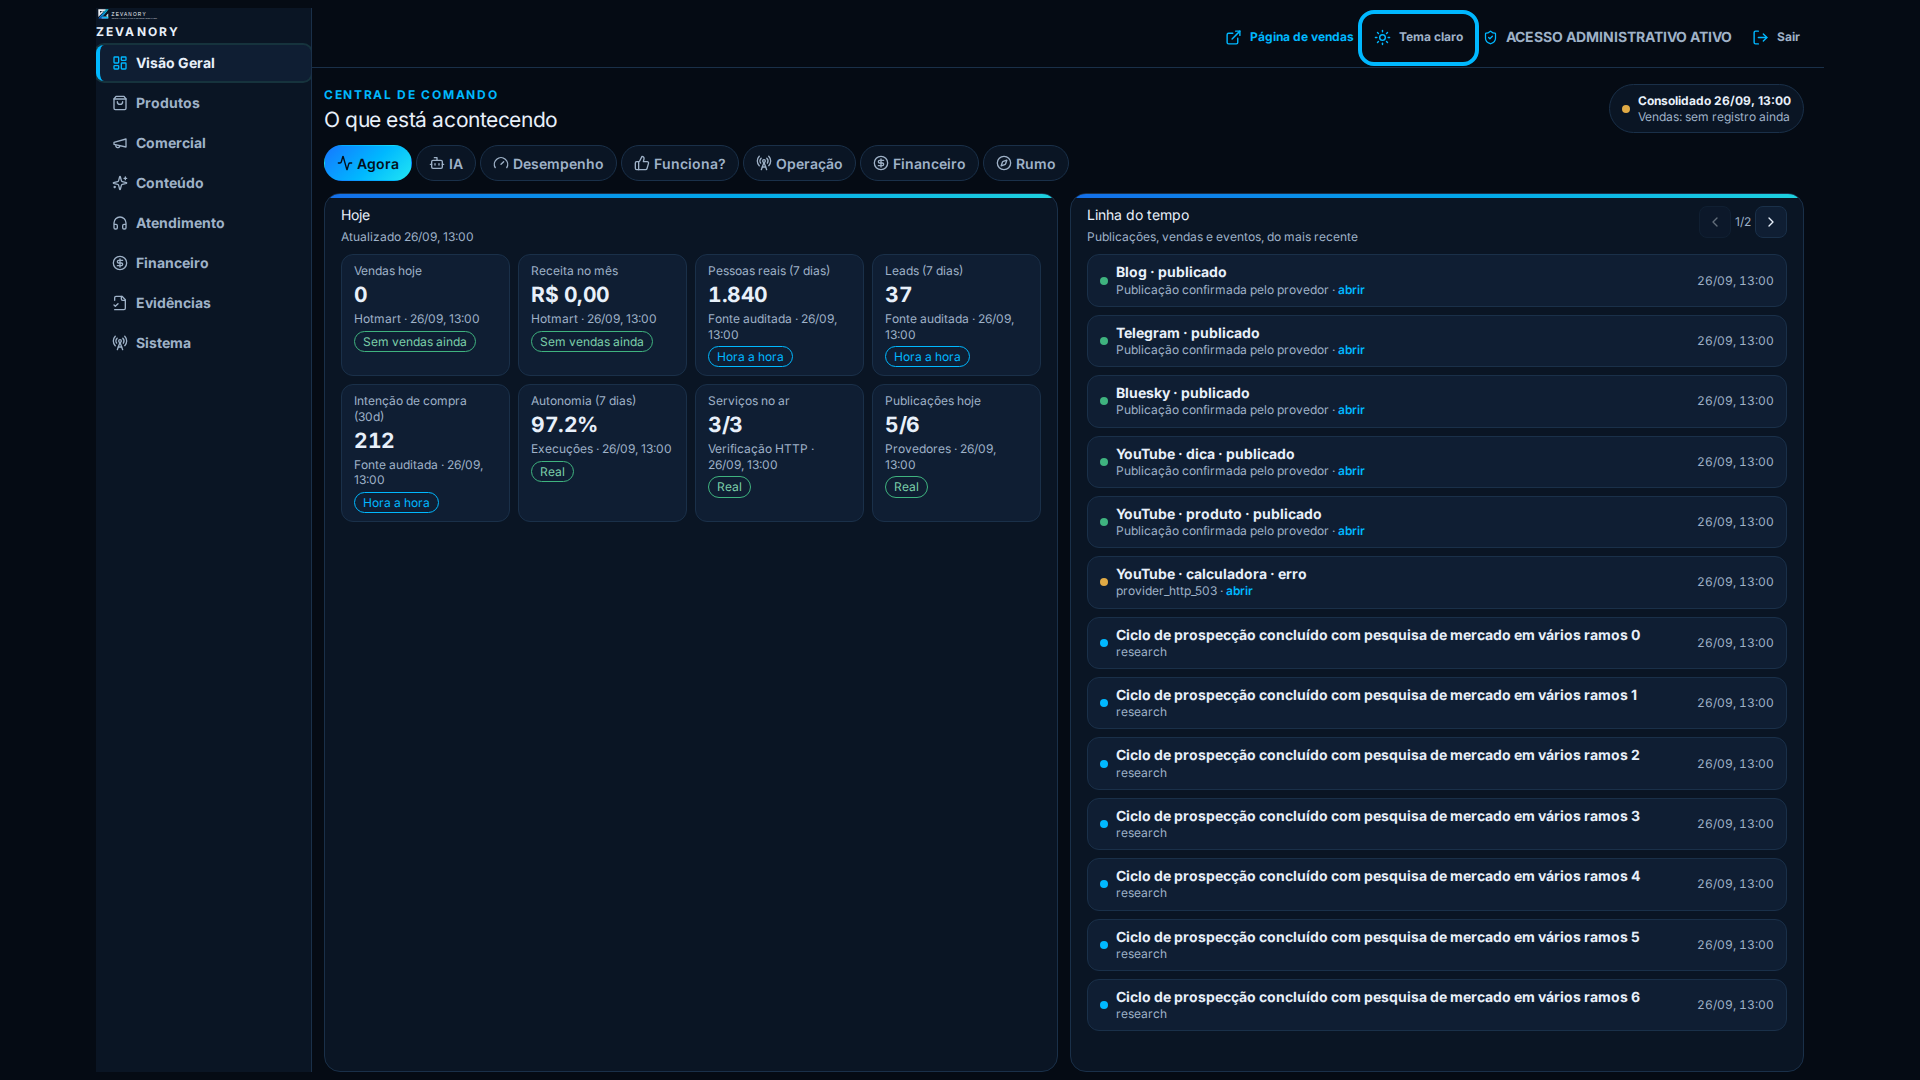 ZEVANORY
ZEVANORY
Visão Geral
Produtos
Comercial
Conteúdo
Atendimento
Financeiro
Evidências
Sistema
Página de vendas
Tema claro
ACESSO ADMINISTRATIVO ATIVO
Sair
CENTRAL DE COMANDO
O que está acontecendo
Consolidado 26/09, 13:00
Vendas: sem registro ainda
Agora
IA
Desempenho
Funciona?
Operação
Financeiro
Rumo
Hoje
Atualizado 26/09, 13:00
Vendas hoje
0
Hotmart · 26/09, 13:00
Sem vendas ainda
Receita no mês
R$ 0,00
Hotmart · 26/09, 13:00
Sem vendas ainda
Pessoas reais (7 dias)
1.840
Fonte auditada · 26/09,
13:00
Hora a hora
Leads (7 dias)
37
Fonte auditada · 26/09,
13:00
Hora a hora
Intenção de compra
(30d)
212
Fonte auditada · 26/09,
13:00
Hora a hora
Autonomia (7 dias)
97.2%
Execuções · 26/09, 13:00
Real
Serviços no ar
3/3
Verificação HTTP ·
26/09, 13:00
Real
Publicações hoje
5/6
Provedores · 26/09,
13:00
Real
Linha do tempo
Publicações, vendas e eventos, do mais recente
1/2
Blog · publicado
Publicação confirmada pelo provedor · abrir
26/09, 13:00
Telegram · publicado
Publicação confirmada pelo provedor · abrir
26/09, 13:00
Bluesky · publicado
Publicação confirmada pelo provedor · abrir
26/09, 13:00
YouTube · dica · publicado
Publicação confirmada pelo provedor · abrir
26/09, 13:00
YouTube · produto · publicado
Publicação confirmada pelo provedor · abrir
26/09, 13:00
YouTube · calculadora · erro
provider_http_503 · abrir
26/09, 13:00
Ciclo de prospecção concluído com pesquisa de mercado em vários ramos 0
research
26/09, 13:00
Ciclo de prospecção concluído com pesquisa de mercado em vários ramos 1
research
26/09, 13:00
Ciclo de prospecção concluído com pesquisa de mercado em vários ramos 2
research
26/09, 13:00
Ciclo de prospecção concluído com pesquisa de mercado em vários ramos 3
research
26/09, 13:00
Ciclo de prospecção concluído com pesquisa de mercado em vários ramos 4
research
26/09, 13:00
Ciclo de prospecção concluído com pesquisa de mercado em vários ramos 5
research
26/09, 13:00
Ciclo de prospecção concluído com pesquisa de mercado em vários ramos 6
research
26/09, 13:00